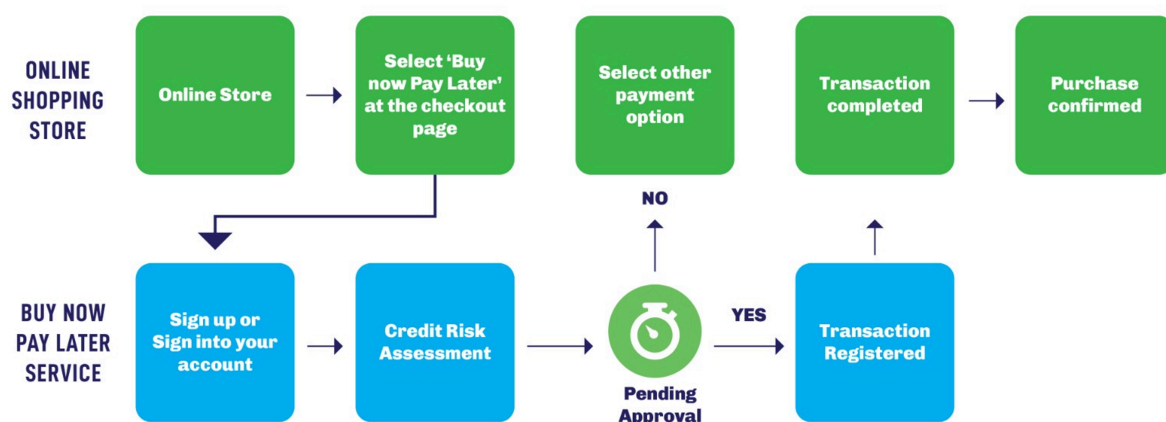 ONLINE
SHOPPING
STORE
Online Store
Select ‘Buy
now Pay Later’
at the checkout
page
Select other
payment
option
Transaction
completed
Purchase
confirmed
NO
BUY NOW
PAY LATER
SERVICE
Sign up or
Sign into your
account
Credit Risk
Assessment
Pending
Approval
YES
Transaction
Registered